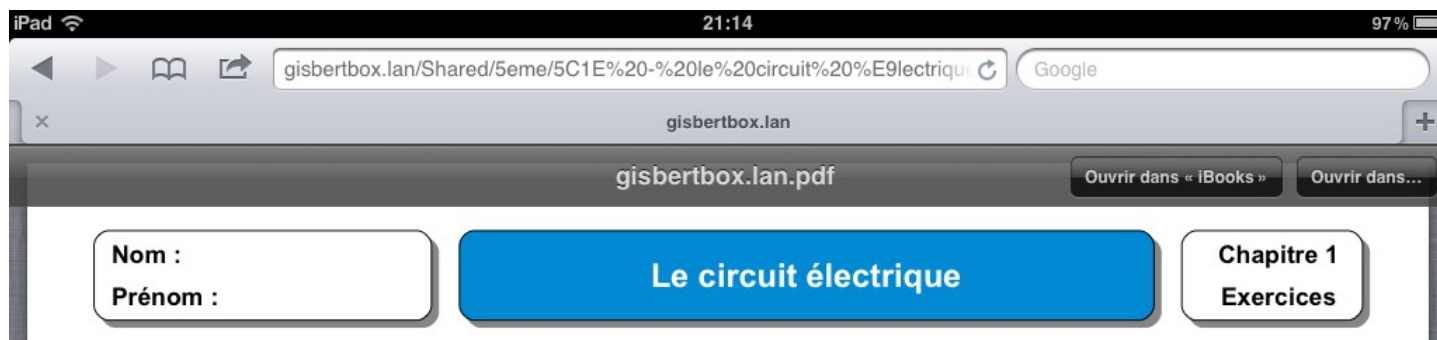 iPad 21:14 97%
gisbertbox.lan/Shared/5eme/5C1E%20-%20le%20circuit%20%E9lectrique Google
gisbertbox.lan
gisbertbox.lan.pdf Ouvrir dans « iBooks » Ouvrir dans...
Nom : Le circuit électrique Chapitre 1
Prénom : Exercices